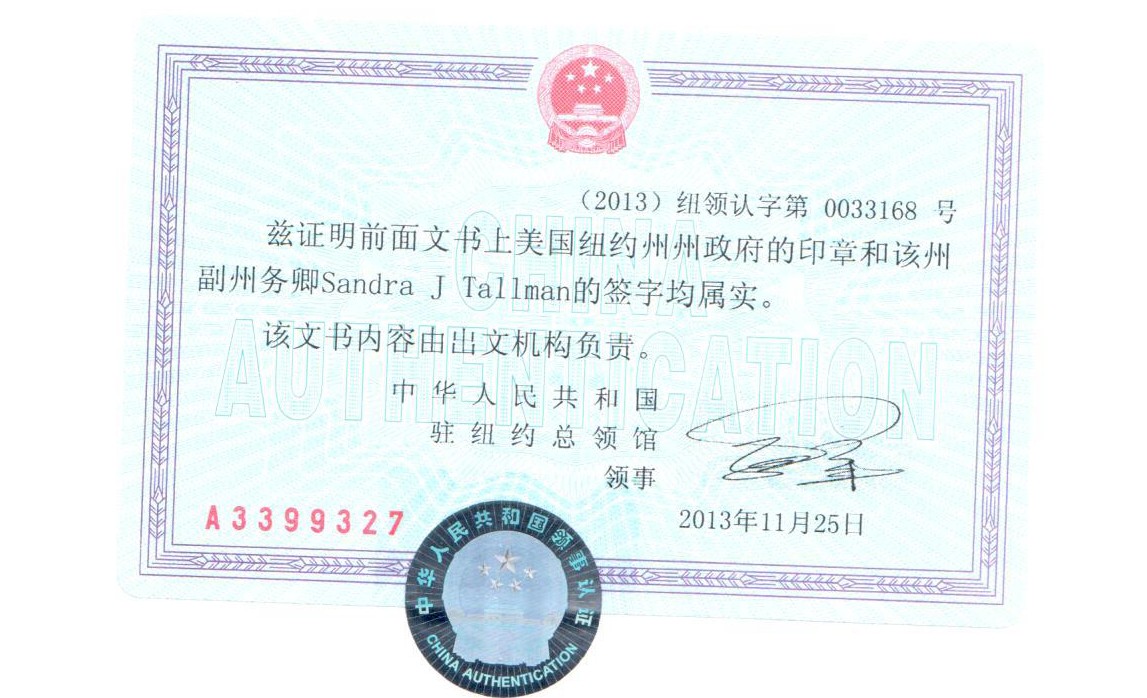 （2013）纽领认字第 0033168 号
兹证明前面文书上美国纽约州州政府的印章和该州
副州务卿Sandra J Tallman的签字均属实。
该文书内容由出文机构负责。
中华人民共和国
驻纽约总领馆
领事
2013年11月25日
A3399327
CHINA
AUTHENTICATION
中华人民共和国领事认证
CHINA AUTHENTICATION